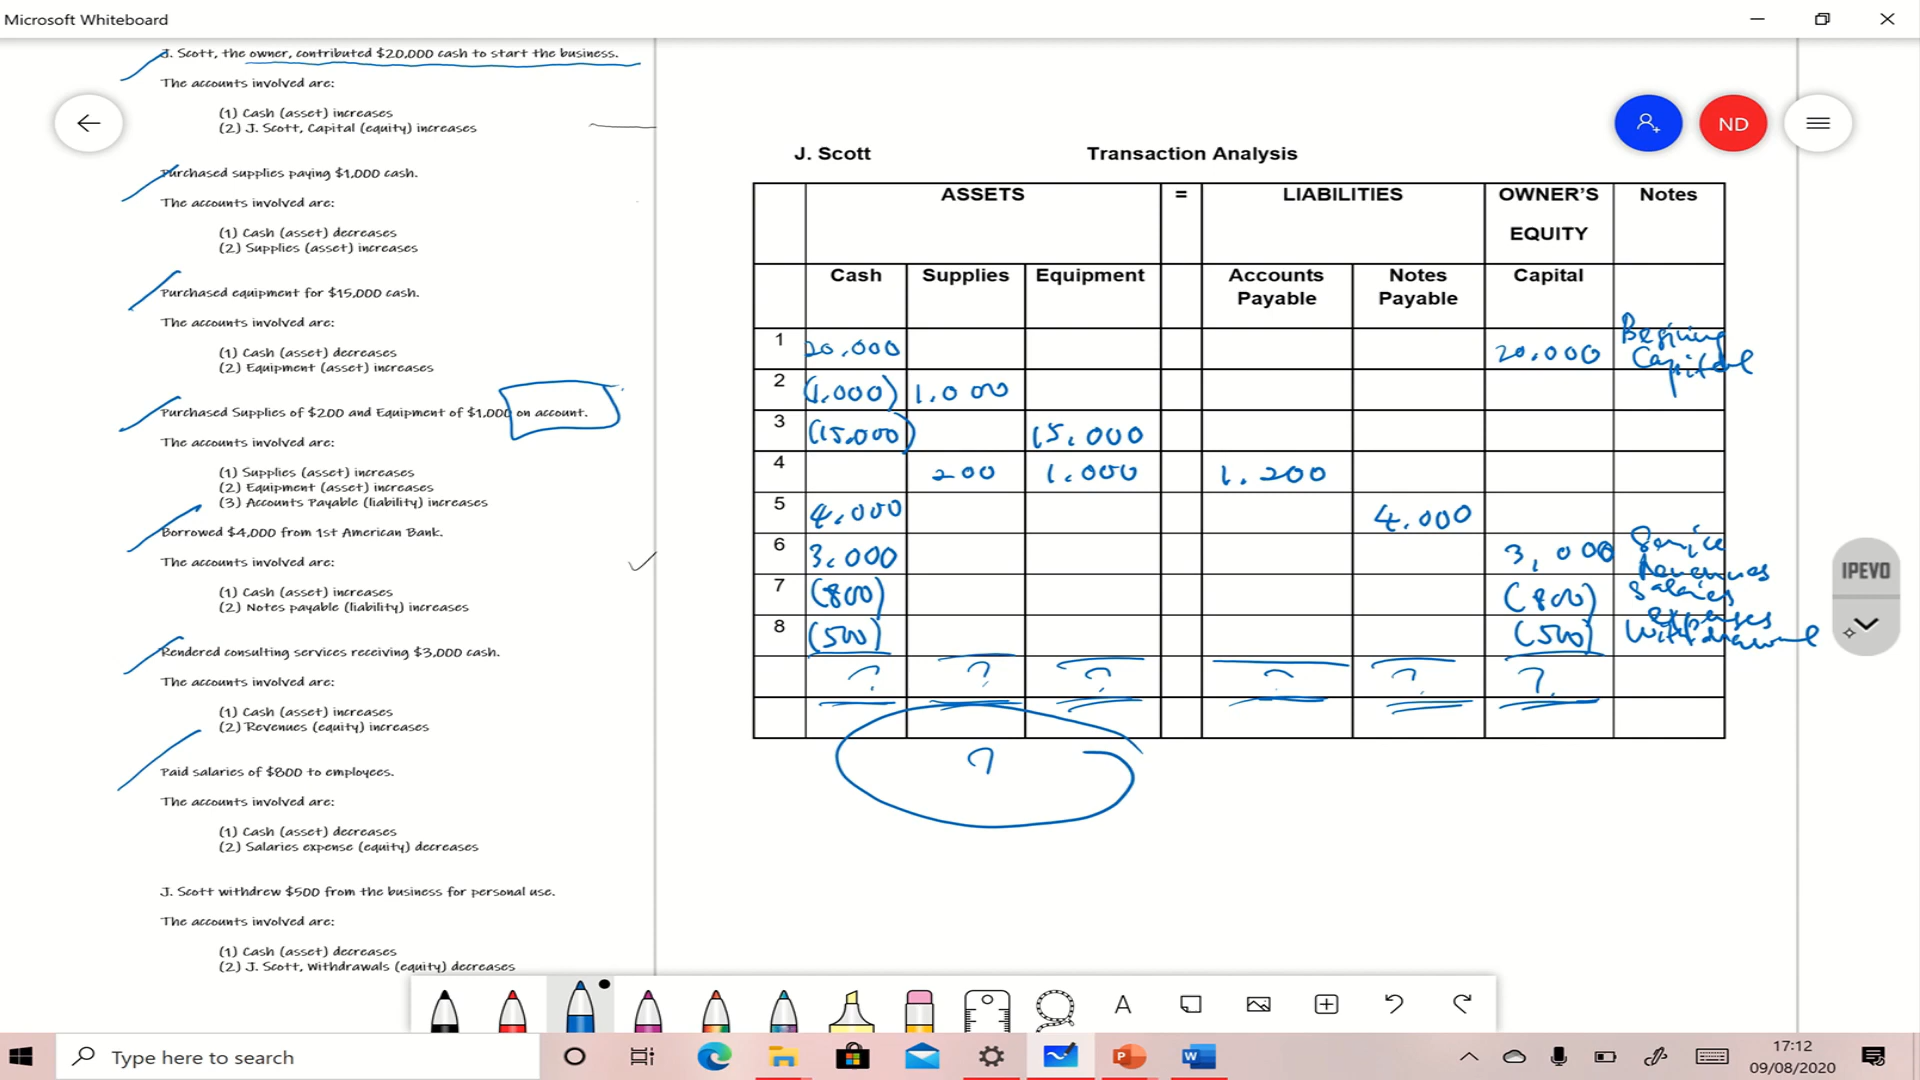 Microsoft Whiteboard
J. Scott, the owner, contributed $20,000 cash to start the business.
The accounts involved are:
(1) Cash (asset) increases
(2) J. Scott, Capital (equity) increases
Purchased supplies paying $1,000 cash.
The accounts involved are:
(1) Cash (asset) decreases
(2) Supplies (asset) increases
Purchased equipment for $15,000 cash.
The accounts involved are:
(1) Cash (asset) decreases
(2) Equipment (asset) increases
Purchased Supplies of $200 and Equipment of $1,000 on account.
The accounts involved are:
(1) Supplies (asset) increases
(2) Equipment (asset) increases
(3) Accounts Payable (liability) increases
Borrowed $4,000 from 1st American Bank.
The accounts involved are:
(1) Cash (asset) increases
(2) Notes payable (liability) increases
Rendered consulting services receiving $3,000 cash.
The accounts involved are:
(1) Cash (asset) increases
(2) Revenues (equity) increases
Paid salaries of $800 to employees.
The accounts involved are:
(1) Cash (asset) decreases
(2) Salaries expense (equity) decreases
J. Scott withdrew $500 from the business for personal use.
The accounts involved are:
(1) Cash (asset) decreases
(2) J. Scott, Withdrawals (equity) decreases
ND
J. Scott Transaction Analysis
ASSETS = LIABILITIES OWNER'S Notes
EQUITY
Cash Supplies Equipment Accounts Notes Capital
Payable Payable
1 20.000 20.000 Capital
2 (1.000) 1.000
3 (15.000) 15.000
4 200 1.000 1.200
5 4.000 4.000
6 3.000 3,000 Service
Revenues
7 (800) (800) Salaries
expenses
8 (500) (500) Withdrawal
? ? ? ? ? ?
?
IPEVO
A
Type here to search
17:12
09/08/2020